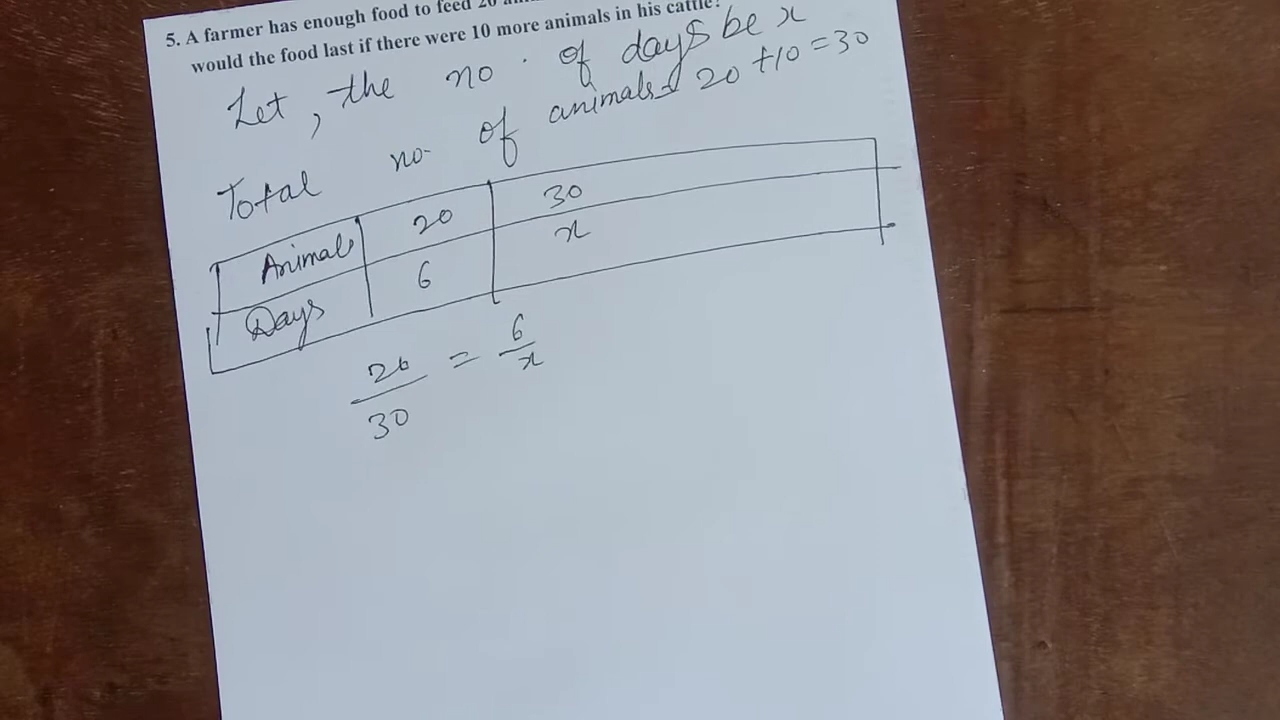 5. A farmer has enough food to feed 20
would the food last if there were 10 more animals in his cattle?
Let, the no. of days be x
Total no. of animals = 20 + 10 = 30
Animals 20 30
Days 6 x
20/30 = 6/x